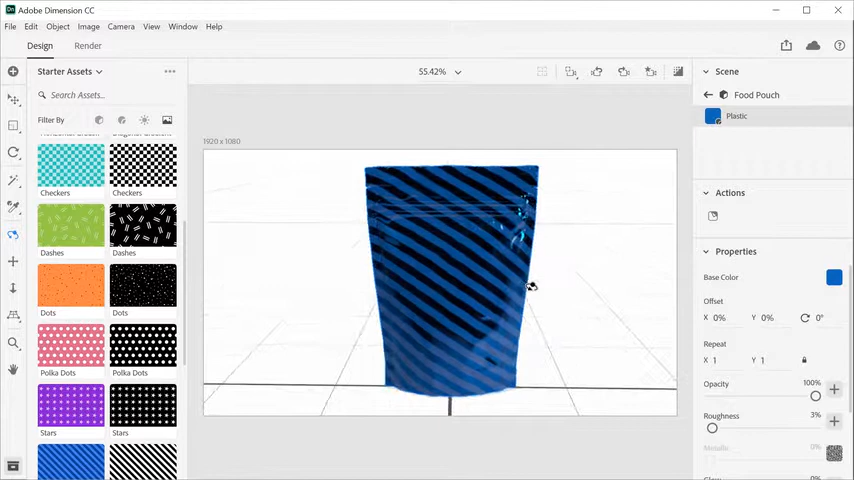 Dn Adobe Dimension CC
File Edit Object Image Camera View Window Help
Design Render
Starter Assets
Search Assets...
Filter By
Checkers Checkers
Dashes Dashes
Dots Dots
Polka Dots Polka Dots
Stars Stars
55.42%
1920 x 1080
Scene
Food Pouch
Plastic
Actions
Properties
Base Color
Offset
X 0% Y 0% 0°
Repeat
X 1 Y 1
Opacity 100%
Roughness 3%
Metallic 0%